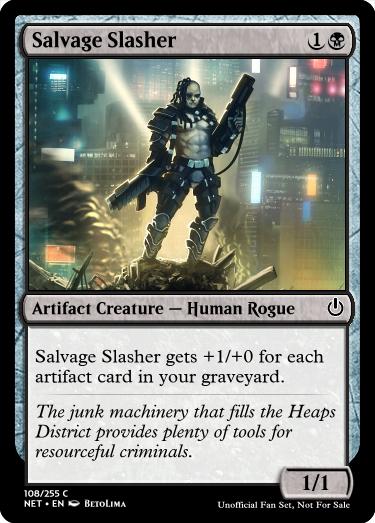 Salvage Slasher 1
Artifact Creature — Human Rogue
Salvage Slasher gets +1/+0 for each
artifact card in your graveyard.
The junk machinery that fills the Heaps
District provides plenty of tools for
resourceful criminals.
1/1
108/255 C
NET • EN BetoLima
Unofficial Fan Set, Not For Sale